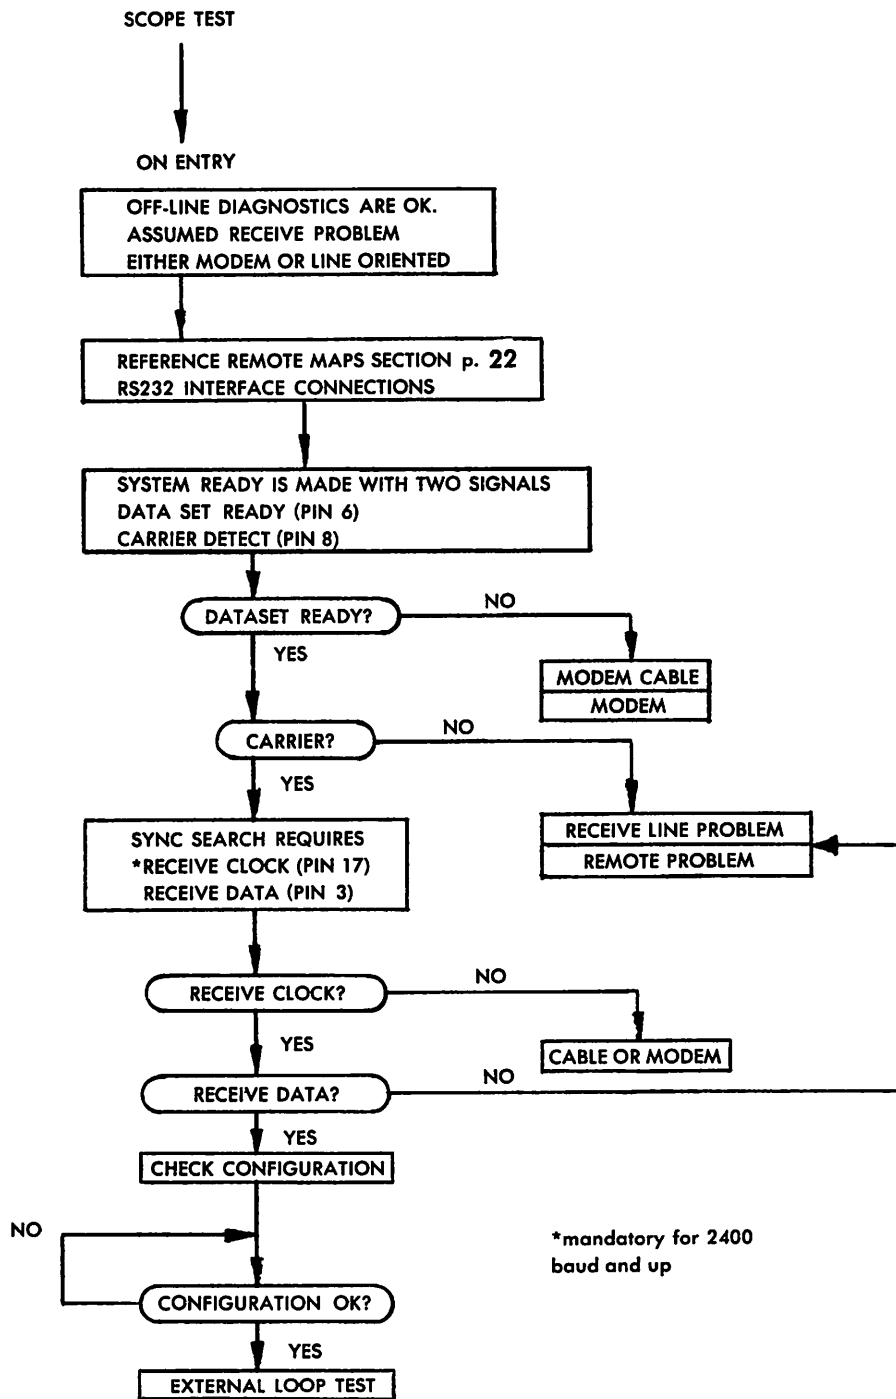 SCOPE TEST
ON ENTRY
OFF-LINE DIAGNOSTICS ARE OK.
ASSUMED RECEIVE PROBLEM
EITHER MODEM OR LINE ORIENTED
REFERENCE REMOTE MAPS SECTION p. 22
RS232 INTERFACE CONNECTIONS
SYSTEM READY IS MADE WITH TWO SIGNALS
DATA SET READY (PIN 6)
CARRIER DETECT (PIN 8)
DATASET READY?
NO
YES
MODEM CABLE
MODEM
CARRIER?
NO
YES
RECEIVE LINE PROBLEM
REMOTE PROBLEM
SYNC SEARCH REQUIRES
*RECEIVE CLOCK (PIN 17)
RECEIVE DATA (PIN 3)
RECEIVE CLOCK?
NO
YES
CABLE OR MODEM
RECEIVE DATA?
NO
YES
CHECK CONFIGURATION
NO
*mandatory for 2400
baud and up
CONFIGURATION OK?
YES
EXTERNAL LOOP TEST